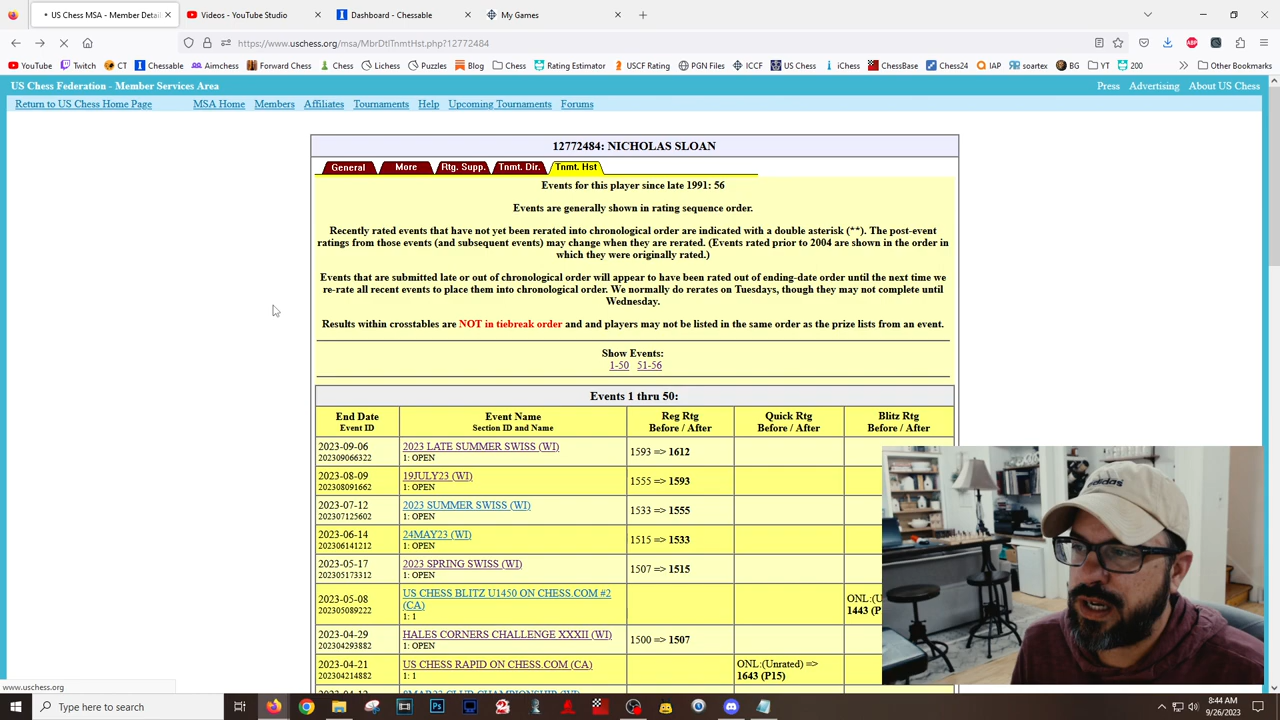 US Chess MSA - Member Detai
Videos - YouTube Studio
Dashboard - Chessable
My Games
https://www.uschess.org/msa/MbrDtlTnmtHst.php?12772484
YouTube Twitch CT Chessable Aimchess Forward Chess Chess Lichess Puzzles Blog Chess Rating Estimator USCF Rating PGN Files ICCF US Chess iChess ChessBase Chess24 IAP soartex BG YT 200 Other Bookmarks
US Chess Federation - Member Services Area
Press Advertising About US Chess
Return to US Chess Home Page MSA Home Members Affiliates Tournaments Help Upcoming Tournaments Forums
12772484: NICHOLAS SLOAN
General More Rtg. Supp. Tnmt. Dir. Tnmt. Hst
Events for this player since late 1991: 56
Events are generally shown in rating sequence order.
Recently rated events that have not yet been rerated into chronological order are indicated with a double asterisk (**). The post-event
ratings from those events (and subsequent events) may change when they are rerated. (Events rated prior to 2004 are shown in the order in
which they were originally rated.)
Events that are submitted late or out of chronological order will appear to have been rated out of ending-date order until the next time we
re-rate all recent events to place them into chronological order. We normally do rerates on Tuesdays, though they may not complete until
Wednesday.
Results within crosstables are NOT in tiebreak order and and players may not be listed in the same order as the prize lists from an event.
Show Events:
1-50 51-56
Events 1 thru 50:
End Date Event Name Reg Rtg Quick Rtg Blitz Rtg
Event ID Section ID and Name Before / After Before / After Before / After
2023-09-06 2023 LATE SUMMER SWISS (WI) 1593 => 1612
202309066322 1: OPEN
2023-08-09 19JULY23 (WI) 1555 => 1593
202308091662 1: OPEN
2023-07-12 2023 SUMMER SWISS (WI) 1533 => 1555
202307125602 1: OPEN
2023-06-14 24MAY23 (WI) 1515 => 1533
202306141212 1: OPEN
2023-05-17 2023 SPRING SWISS (WI) 1507 => 1515
202305173312 1: OPEN
2023-05-08 US CHESS BLITZ U1450 ON CHESS.COM #2 ONL:(U
202305089222 (CA) 1443 (P
1: 1
2023-04-29 HALES CORNERS CHALLENGE XXXII (WI) 1500 => 1507
202304293882 1: OPEN
2023-04-21 US CHESS RAPID ON CHESS.COM (CA) ONL:(Unrated) =>
202304214882 1: 1 1643 (P15)
adidas
www.uschess.org
Type here to search
8:44 AM
9/26/2023